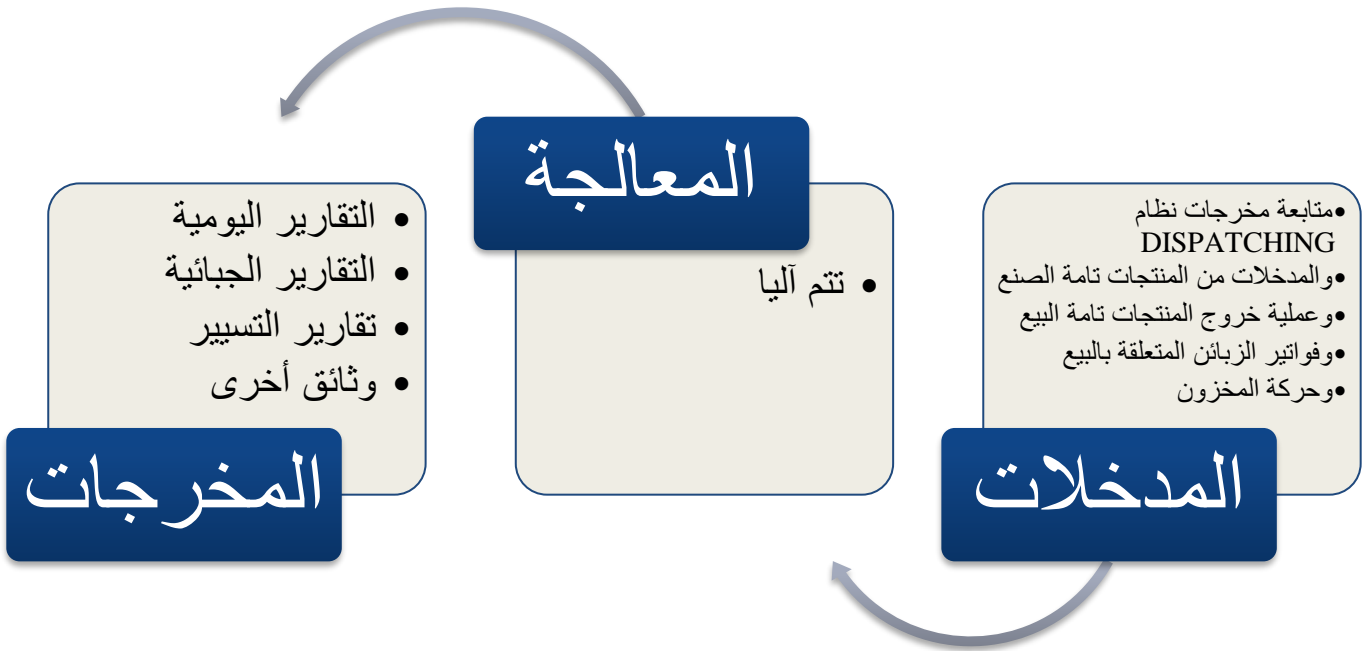 •متابعة مخرجات نظام
DISPATCHING
•والمدخلات من المنتجات تامة الصنع
•وعملية خروج المنتجات تامة البيع
•وفواتير الزبائن المتعلقة بالبيع
•وحركة المخزون
المدخلات
المعالجة
• تتم آليا
• التقارير اليومية
• التقارير الجبائية
• تقارير التسيير
• وثائق أخرى
المخرجات